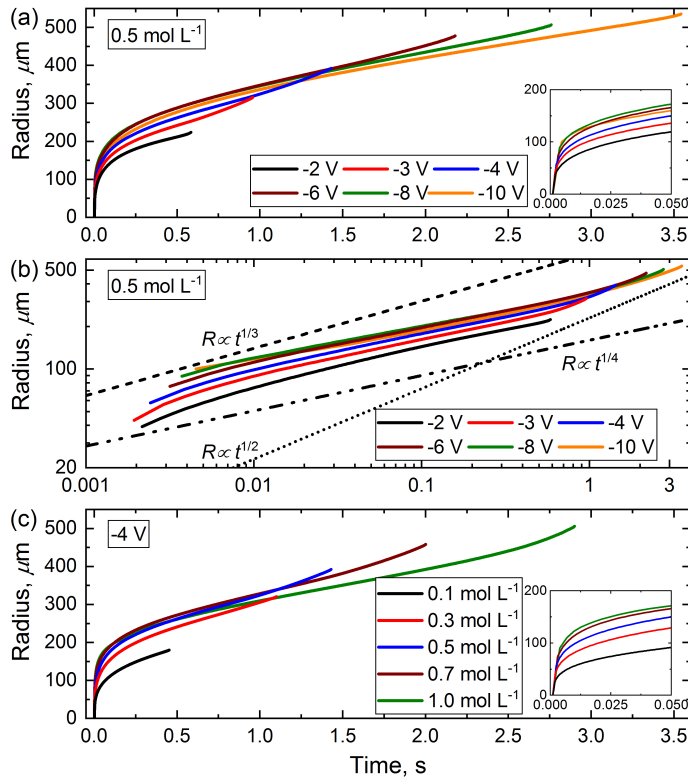 (a)
0.5 mol L⁻¹
Radius, μm
500
400
300
200
100
0
-2 V -3 V -4 V
-6 V -8 V -10 V
200
100
0
0.000 0.025 0.050
0.0 0.5 1.0 1.5 2.0 2.5 3.0 3.5
(b)
0.5 mol L⁻¹
Radius, μm
500
100
20
R∝ t^{1/3}
R∝ t^{1/4}
R∝ t^{1/2}
-2 V -3 V -4 V
-6 V -8 V -10 V
0.001 0.01 0.1 1 3
(c)
-4 V
Radius, μm
500
400
300
200
100
0
0.1 mol L⁻¹
0.3 mol L⁻¹
0.5 mol L⁻¹
0.7 mol L⁻¹
1.0 mol L⁻¹
200
100
0
0.000 0.025 0.050
0.0 0.5 1.0 1.5 2.0 2.5 3.0 3.5
Time, s